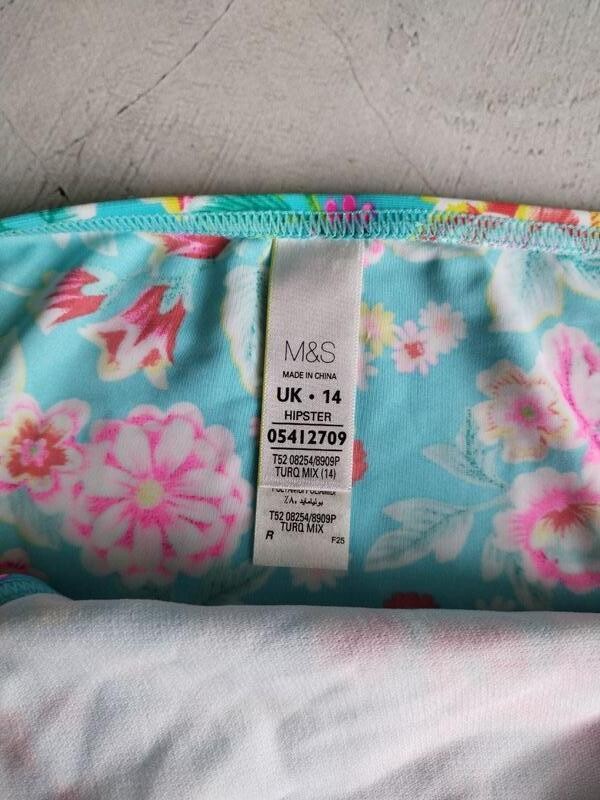 M&S
MADE IN CHINA
UK • 14
HIPSTER
05412709
T52 08254/8909P
TURQ MIX (14)
٪٨٠
T52 08254/8909P
TURQ MIX
R F25